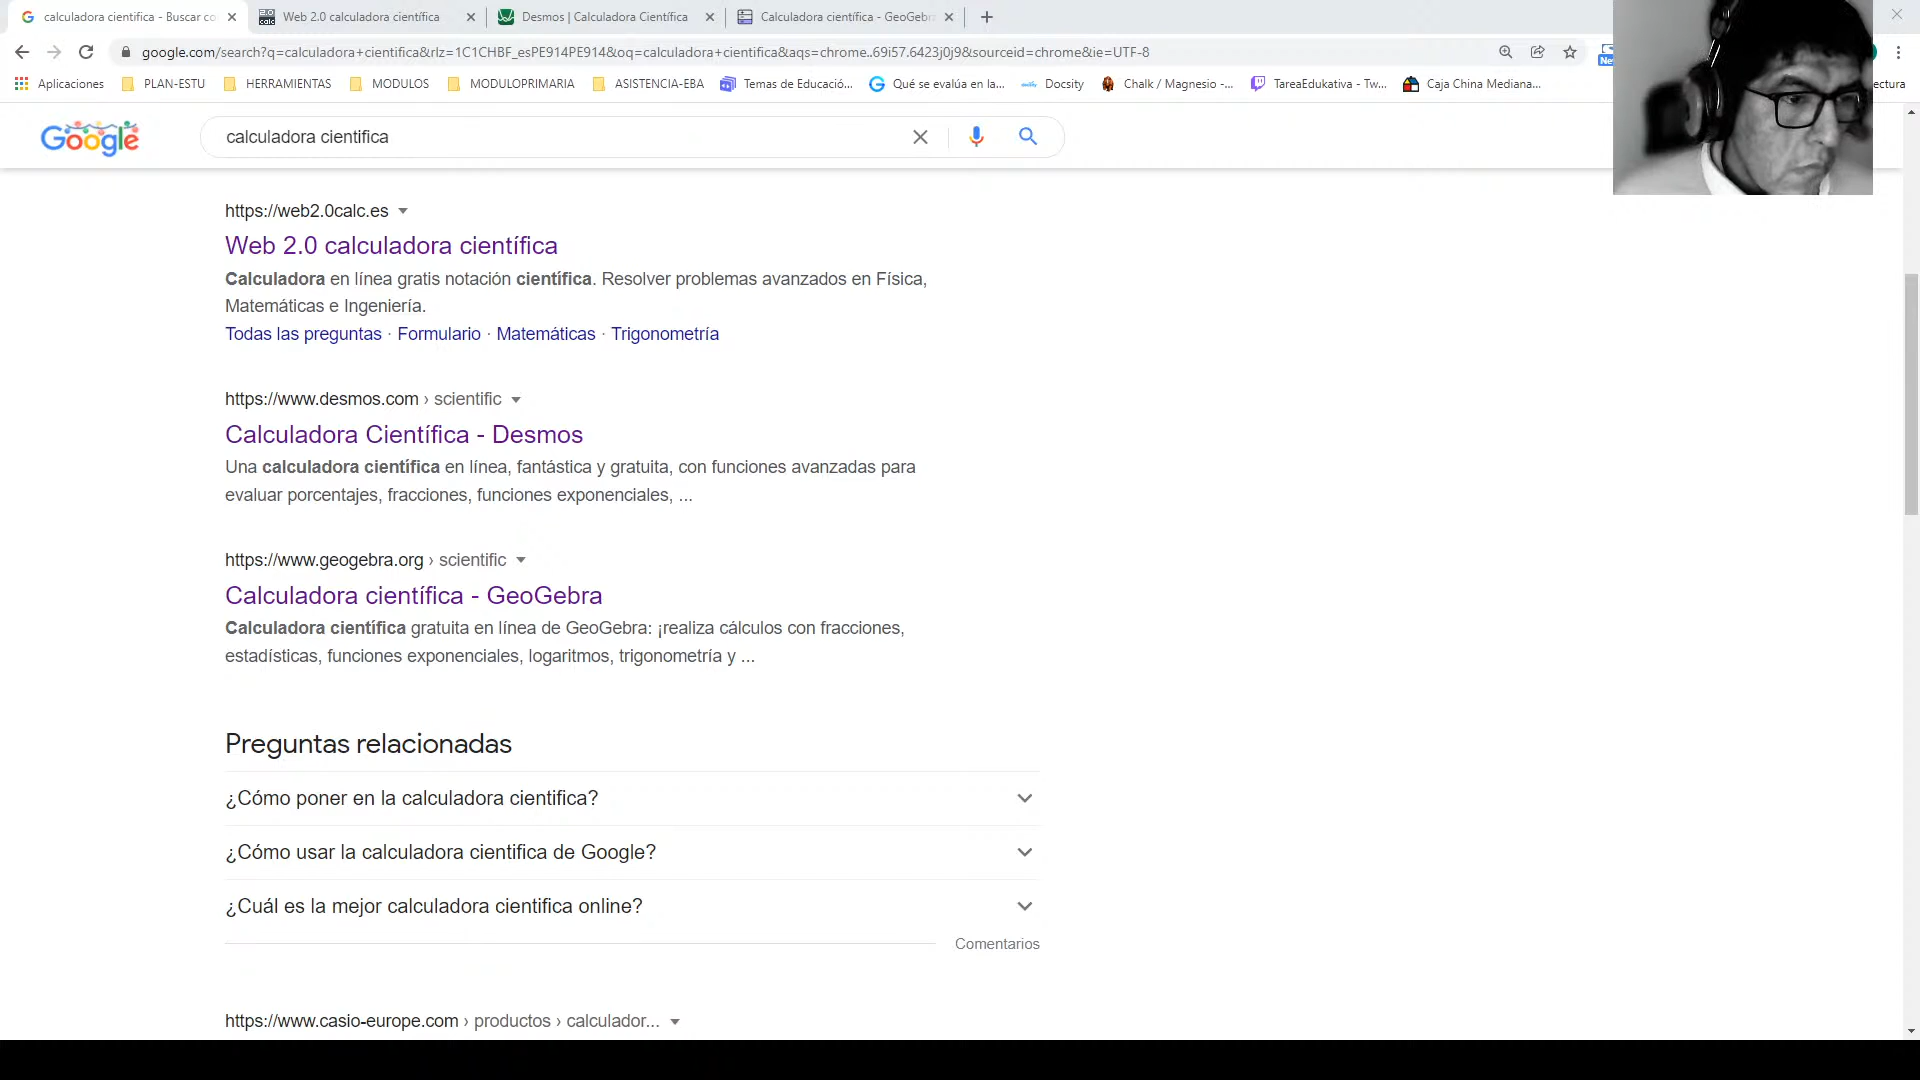 calculadora cientifica - Buscar co
Web 2.0 calculadora científica
Desmos | Calculadora Científica
Calculadora científica - GeoGebra
google.com/search?q=calculadora+cientifica&rlz=1C1CHBF_esPE914PE914&oq=calculadora+cientifica&aqs=chrome..69i57.6423j0j9&sourceid=chrome&ie=UTF-8
Aplicaciones
PLAN-ESTU
HERRAMIENTAS
MODULOS
MODULOPRIMARIA
ASISTENCIA-EBA
Temas de Educació...
Qué se evalúa en la...
Docsity
Chalk / Magnesio -...
TareaEdukativa - Tw...
Caja China Mediana...
ectura
Google
calculadora cientifica
https://web2.0calc.es
Web 2.0 calculadora científica
Calculadora en línea gratis notación científica. Resolver problemas avanzados en Física,
Matemáticas e Ingeniería.
Todas las preguntas · Formulario · Matemáticas · Trigonometría
https://www.desmos.com › scientific
Calculadora Científica - Desmos
Una calculadora científica en línea, fantástica y gratuita, con funciones avanzadas para
evaluar porcentajes, fracciones, funciones exponenciales, ...
https://www.geogebra.org › scientific
Calculadora científica - GeoGebra
Calculadora científica gratuita en línea de GeoGebra: ¡realiza cálculos con fracciones,
estadísticas, funciones exponenciales, logaritmos, trigonometría y ...
Preguntas relacionadas
¿Cómo poner en la calculadora cientifica?
¿Cómo usar la calculadora cientifica de Google?
¿Cuál es la mejor calculadora cientifica online?
Comentarios
https://www.casio-europe.com › productos › calculador...